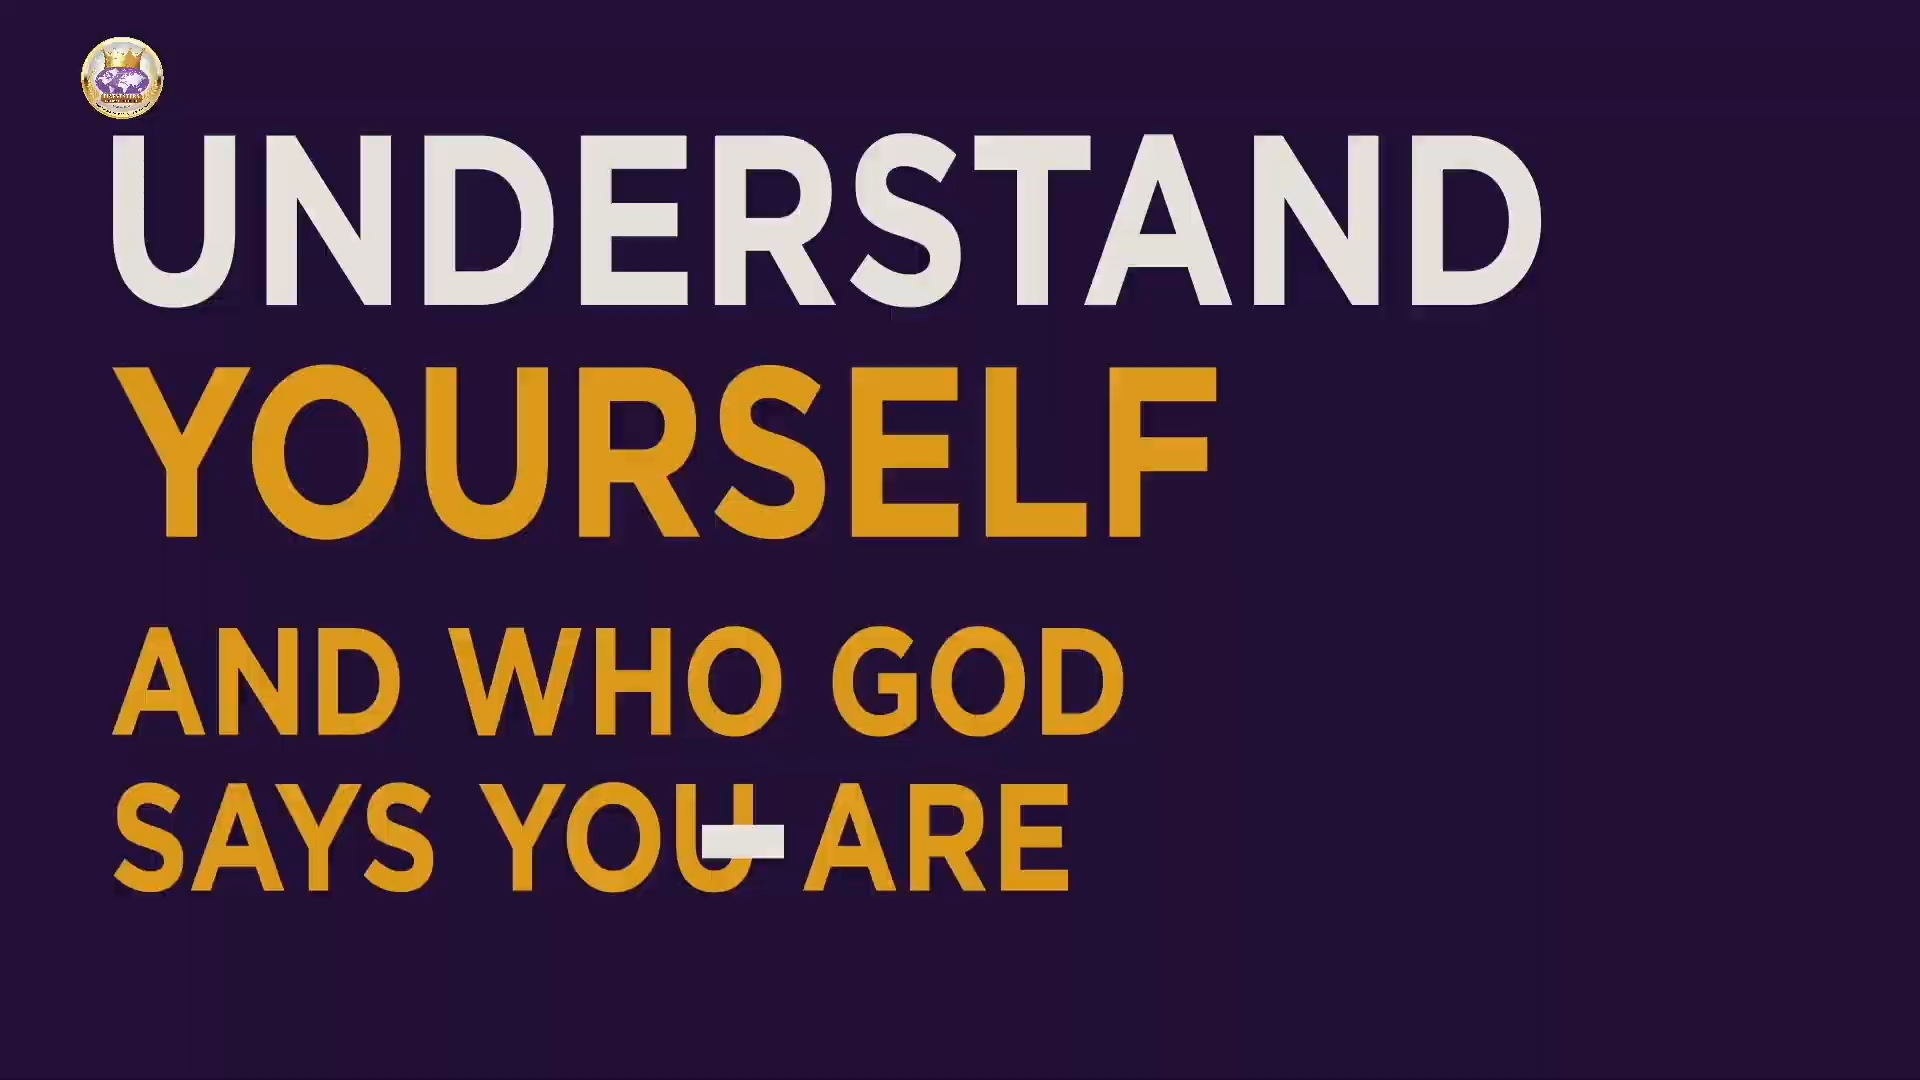 UNDERSTAND
YOURSELF
AND WHO GOD
SAYS YOU ARE